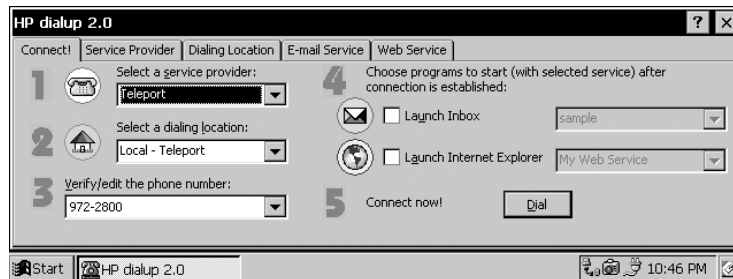 HP dialup 2.0
Connect!
Service Provider
Dialing Location
E-mail Service
Web Service
1
Select a service provider:
Teleport
2
Select a dialing location:
Local - Teleport
3
Verify/edit the phone number:
972-2800
4
Choose programs to start (with selected service) after
connection is established:
Launch Inbox
sample
Launch Internet Explorer
My Web Service
5
Connect now!
Dial
Start
HP dialup 2.0
10:46 PM